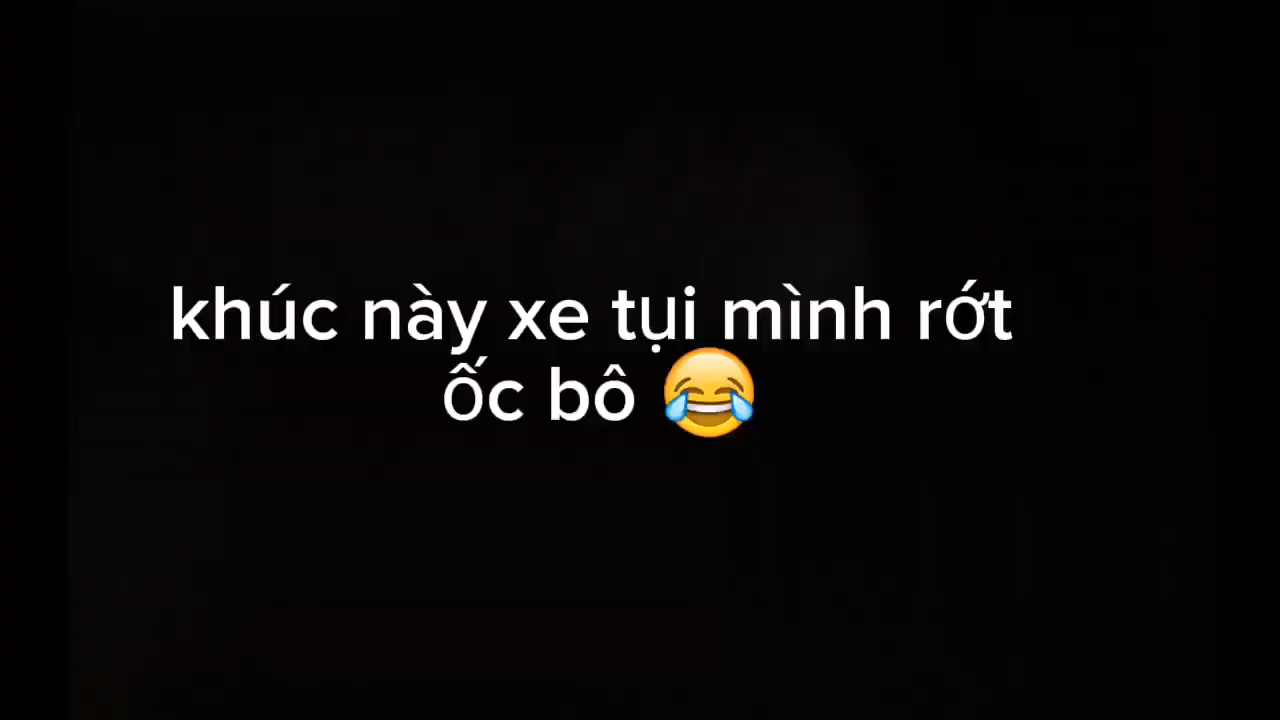 khúc này xe tụi mình rớt
ốc bô 😂